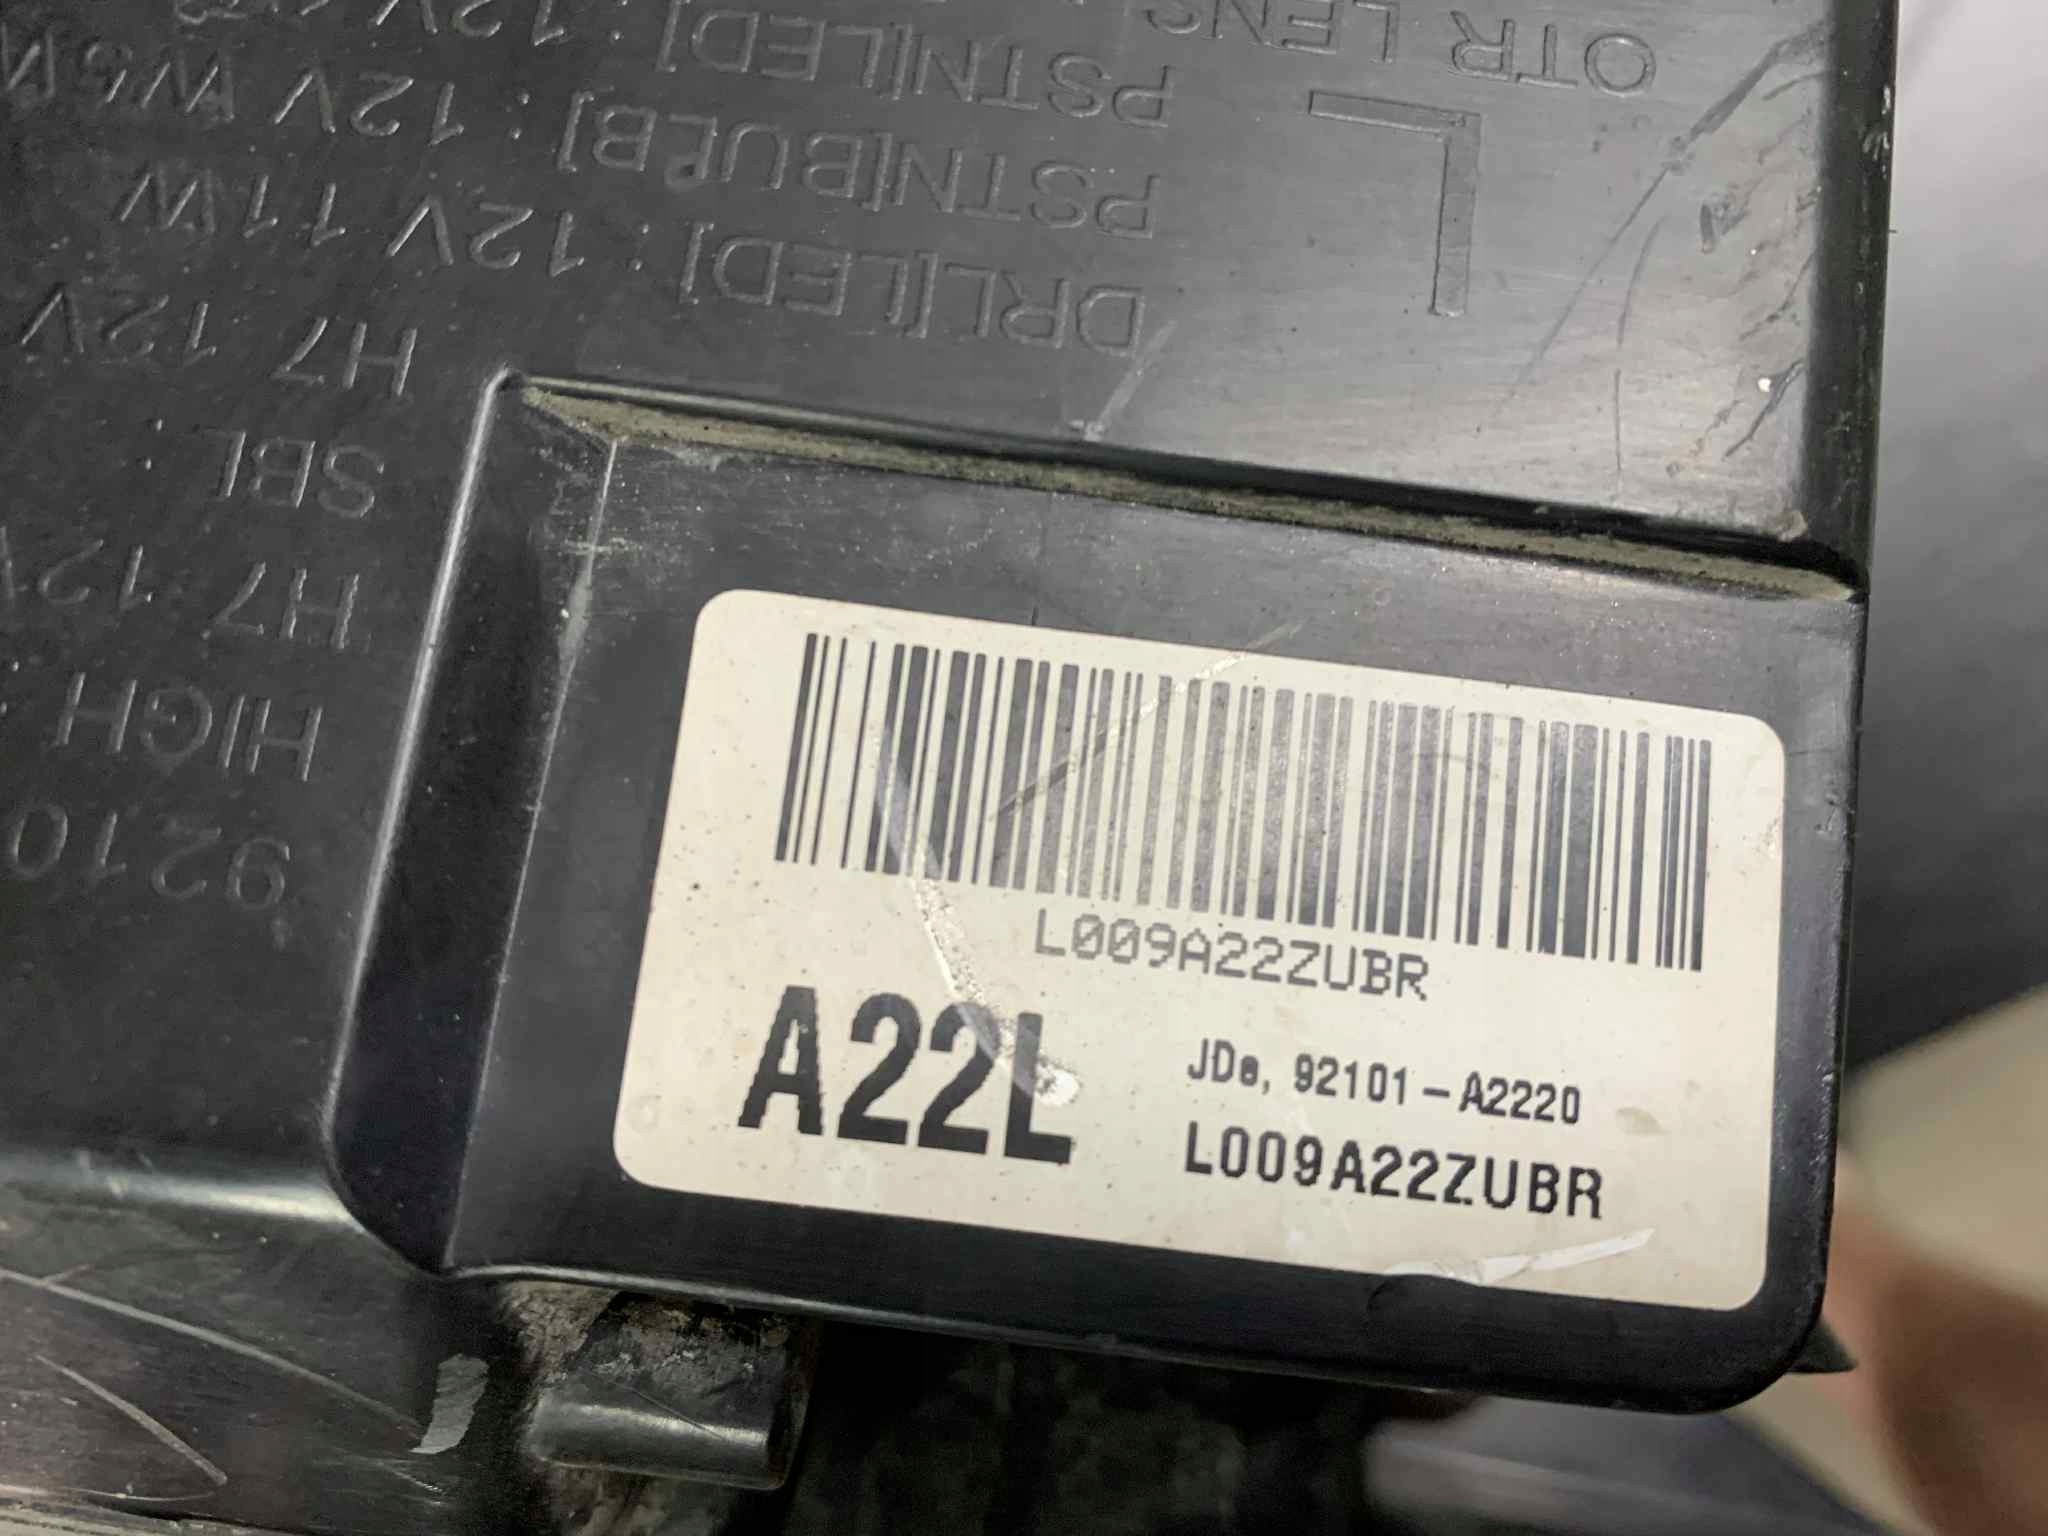 OTR LENS
L
PSTN[LED] : 12V
PSTN[BULB] : 12V W5W
DRL[LED] : 12V 11W
H7 12V
SBL :
H7 12V
HIGH :
9210
L009A22ZUBR
A22L
JDe, 92101-A2220
L009A22ZUBR